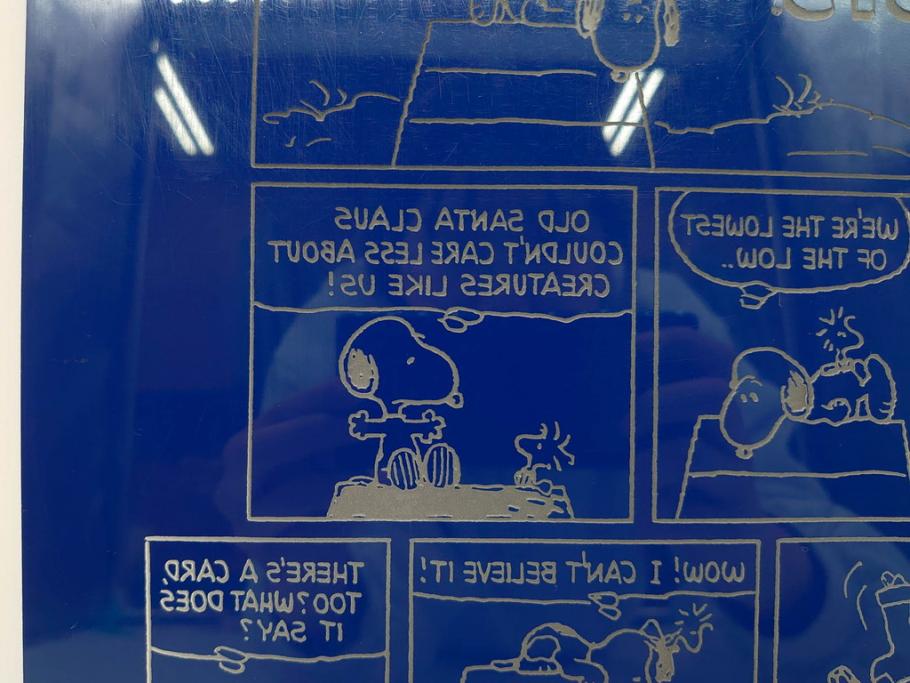 WE'RE THE LOWEST
OF THE LOW..
OLD SANTA CLAUS
COULDN'T CARE LESS ABOUT
CREATURES LIKE US!
WOW! I CAN'T BELIEVE IT!
THERE'S A CARD,
TOO? WHAT DOES
IT SAY?